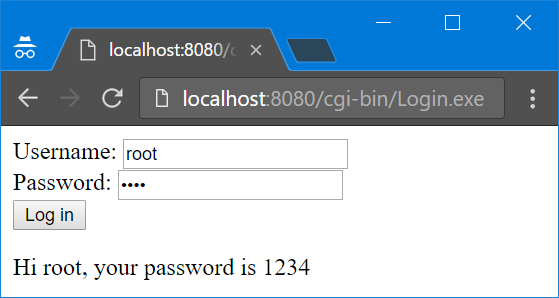 localhost:8080/c
localhost:8080/cgi-bin/Login.exe
Username: root
Password: ••••
Log in
Hi root, your password is 1234